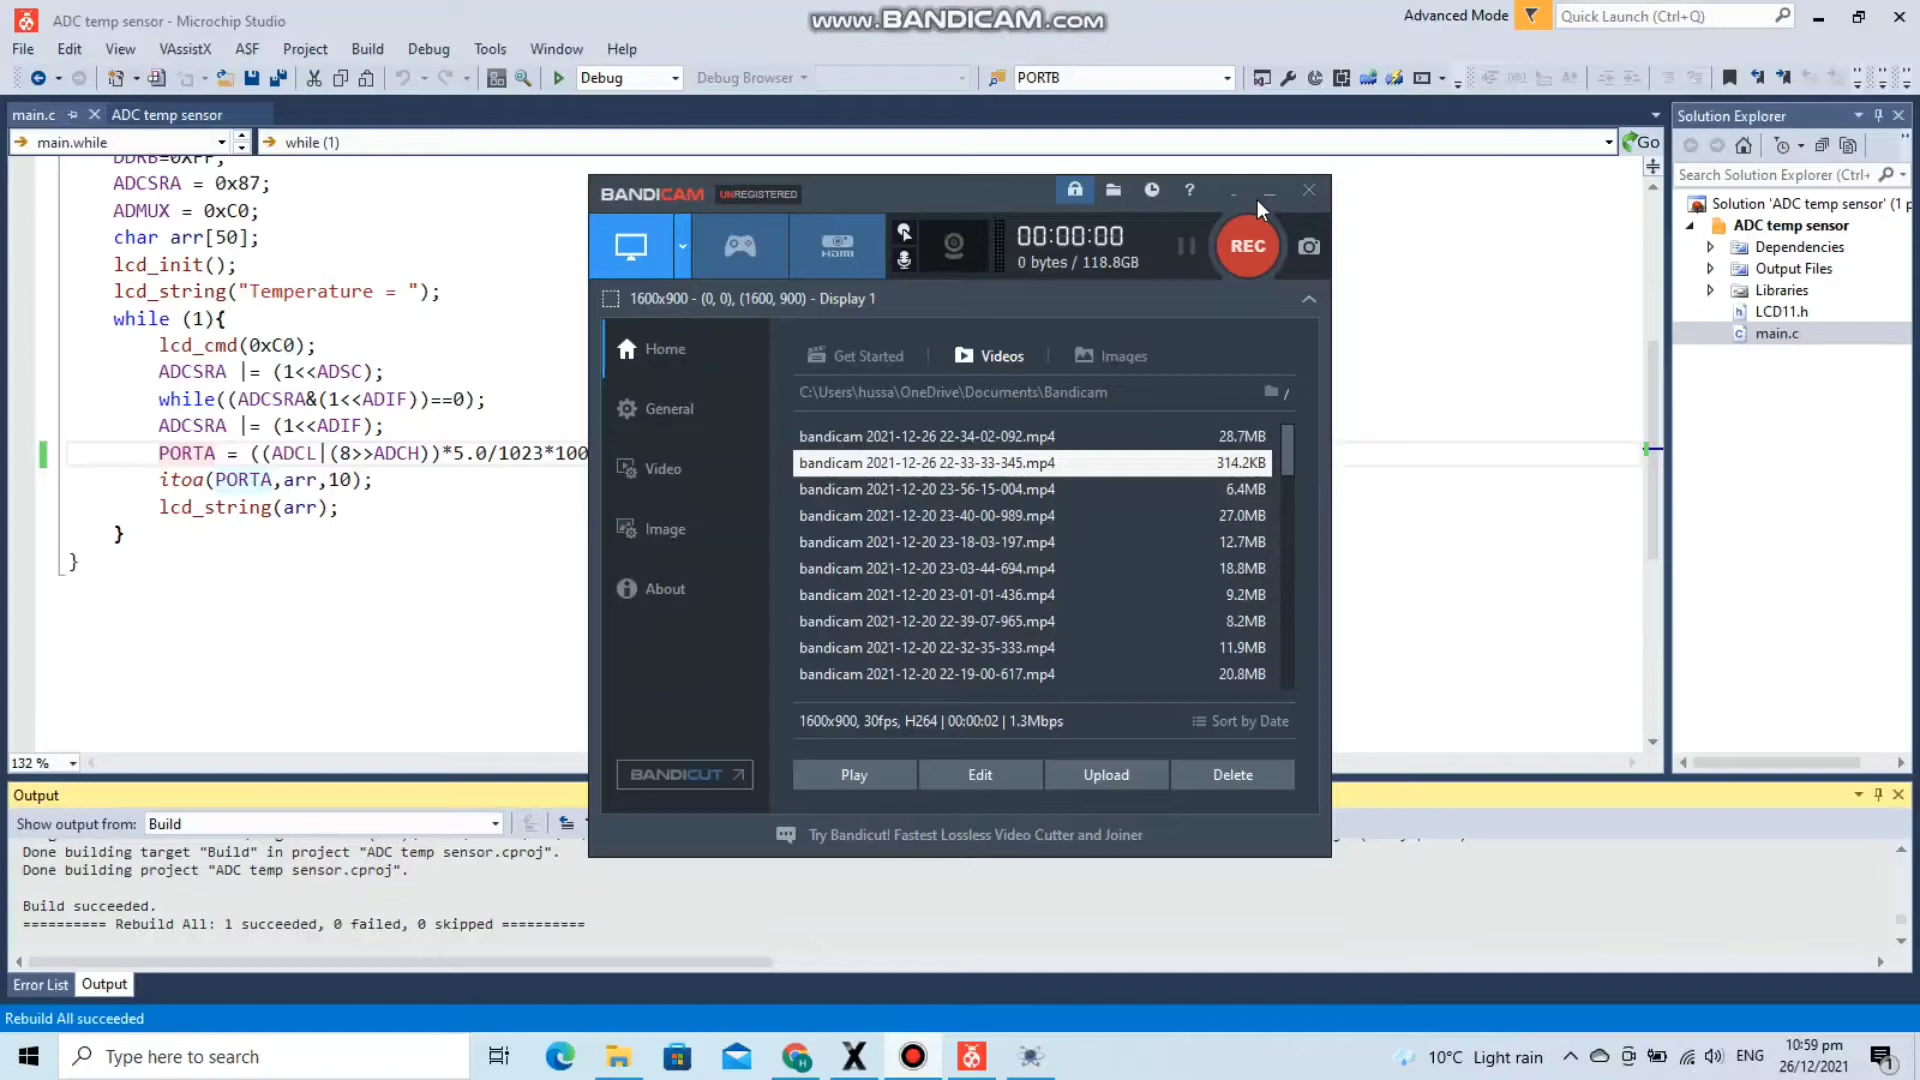 ADC temp sensor - Microchip Studio
www.BANDICAM.com
Advanced Mode
Quick Launch (Ctrl+Q)
File Edit View VAssistX ASF Project Build Debug Tools Window Help
Debug
Debug Browser
PORTB
main.c
ADC temp sensor
main.while
while (1)
Go
DDRB=0xFF;
ADCSRA = 0x87;
ADMUX = 0xC0;
char arr[50];
lcd_init();
lcd_string("Temperature = ");
while (1){
lcd_cmd(0xC0);
ADCSRA |= (1<<ADSC);
while((ADCSRA&(1<<ADIF))==0);
ADCSRA |= (1<<ADIF);
PORTA = ((ADCL|(8>>ADCH))*5.0/1023*100
itoa(PORTA,arr,10);
lcd_string(arr);
}
}
132 %
BANDICAM UNREGISTERED
?
HDMI
00:00:00
0 bytes / 118.8GB
REC
1600x900 - (0, 0), (1600, 900) - Display 1
Home
General
Video
Image
About
BANDICUT
Get Started
Videos
Images
C:\Users\hussa\OneDrive\Documents\Bandicam
/
bandicam 2021-12-26 22-34-02-092.mp4 28.7MB
bandicam 2021-12-26 22-33-33-345.mp4 314.2KB
bandicam 2021-12-20 23-56-15-004.mp4 6.4MB
bandicam 2021-12-20 23-40-00-989.mp4 27.0MB
bandicam 2021-12-20 23-18-03-197.mp4 12.7MB
bandicam 2021-12-20 23-03-44-694.mp4 18.8MB
bandicam 2021-12-20 23-01-01-436.mp4 9.2MB
bandicam 2021-12-20 22-39-07-965.mp4 8.2MB
bandicam 2021-12-20 22-32-35-333.mp4 11.9MB
bandicam 2021-12-20 22-19-00-617.mp4 20.8MB
1600x900, 30fps, H264 | 00:00:02 | 1.3Mbps
Sort by Date
Play Edit Upload Delete
Try Bandicut! Fastest Lossless Video Cutter and Joiner
Solution Explorer
Search Solution Explorer (Ctrl+
Solution 'ADC temp sensor' (1 p
ADC temp sensor
Dependencies
Output Files
Libraries
LCD11.h
main.c
Output
Show output from: Build
Done building target "Build" in project "ADC temp sensor.cproj".
Done building project "ADC temp sensor.cproj".
Build succeeded.
========== Rebuild All: 1 succeeded, 0 failed, 0 skipped ==========
Error List
Output
Rebuild All succeeded
Type here to search
10°C Light rain
ENG
10:59 pm
26/12/2021
1